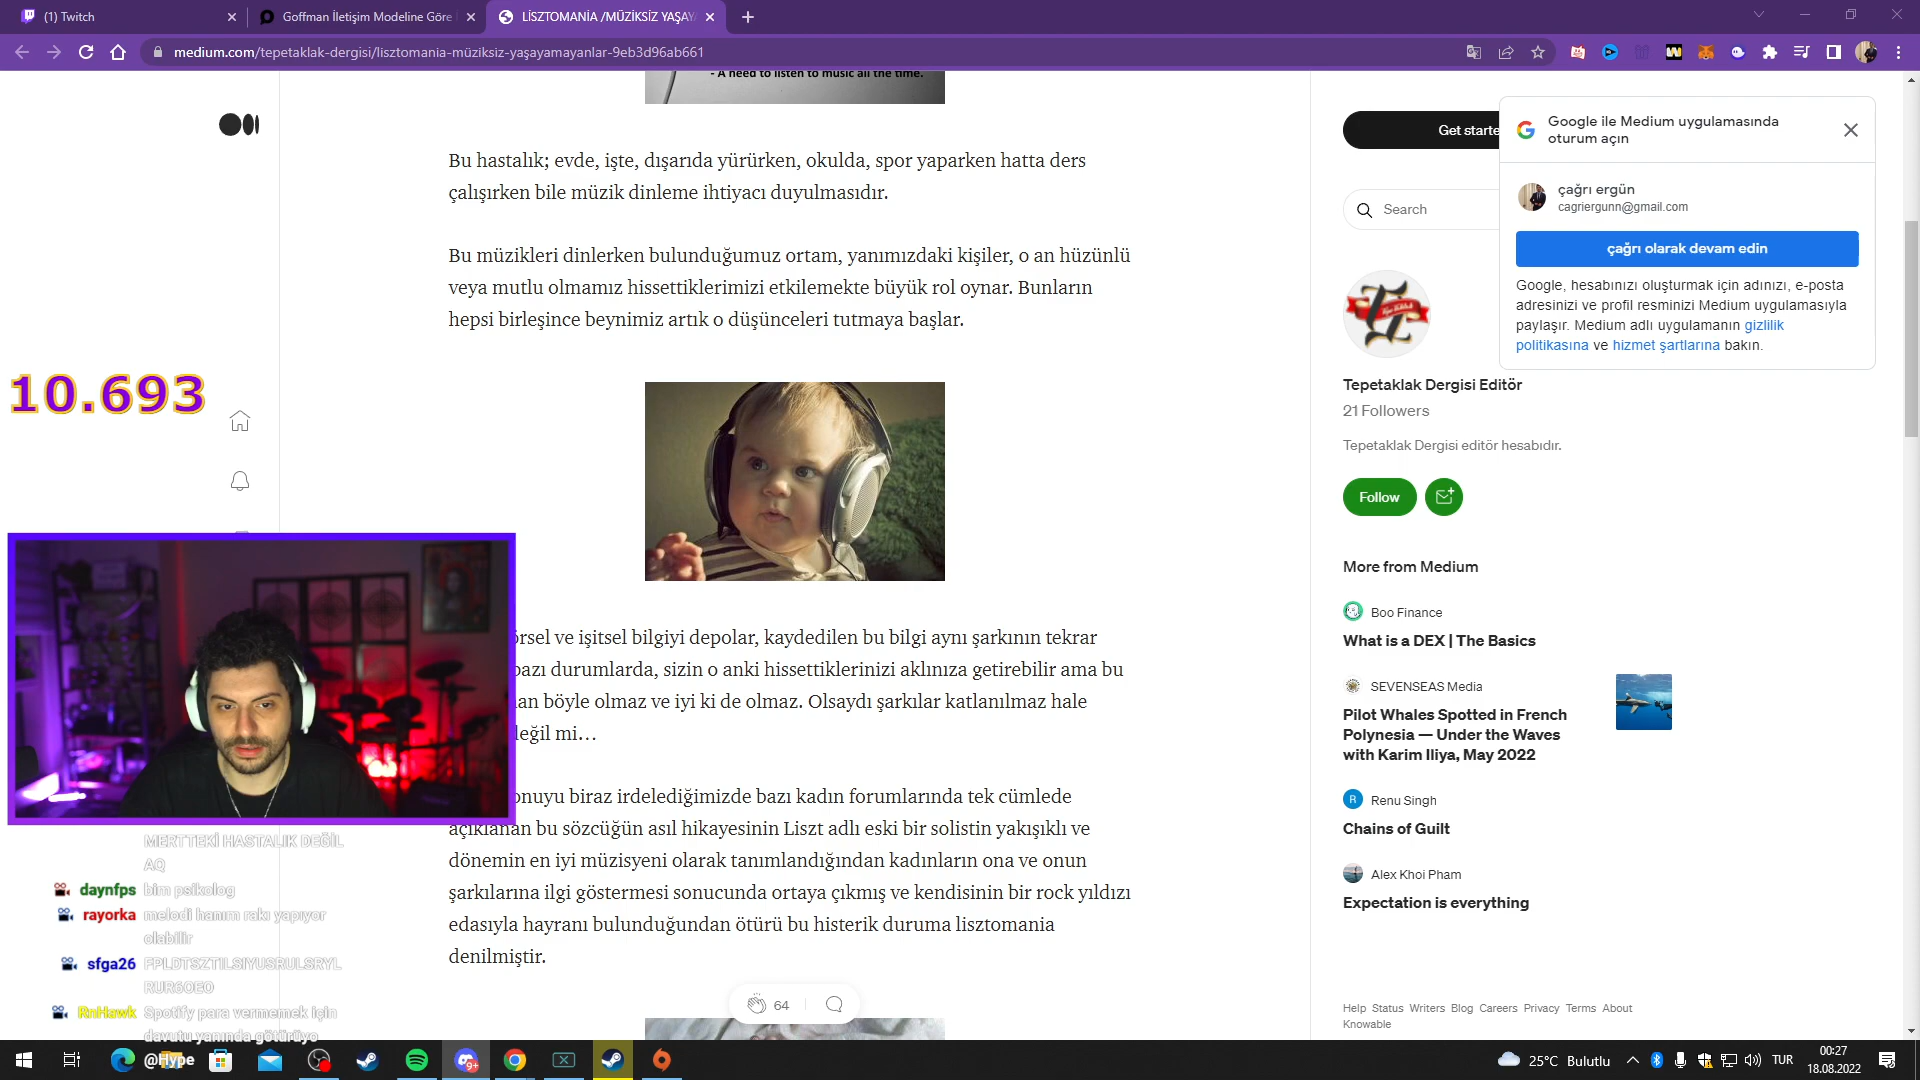 (1) Twitch
Goffman İletişim Modeline Göre
LİSZTOMANİA /MÜZİKSİZ YAŞAY
medium.com/tepetaklak-dergisi/lisztomania-müziksiz-yaşayamayanlar-9eb3d96ab661
- A need to listen to music all the time.
Bu hastalık; evde, işte, dışarıda yürürken, okulda, spor yaparken hatta ders
çalışırken bile müzik dinleme ihtiyacı duyulmasıdır.
Bu müzikleri dinlerken bulunduğumuz ortam, yanımızdaki kişiler, o an hüzünlü
veya mutlu olmamız hissettiklerimizi etkilemekte büyük rol oynar. Bunların
hepsi birleşince beynimiz artık o düşünceleri tutmaya başlar.
10.693
örsel ve işitsel bilgiyi depolar, kaydedilen bu bilgi aynı şarkının tekrar
bazı durumlarda, sizin o anki hissettiklerinizi aklınıza getirebilir ama bu
an böyle olmaz ve iyi ki de olmaz. Olsaydı şarkılar katlanılmaz hale
değil mi…
onuyu biraz irdelediğimizde bazı kadın forumlarında tek cümlede
açıklanan bu sözcüğün asıl hikayesinin Liszt adlı eski bir solistin yakışıklı ve
dönemin en iyi müzisyeni olarak tanımlandığından kadınların ona ve onun
şarkılarına ilgi göstermesi sonucunda ortaya çıkmış ve kendisinin bir rock yıldızı
edasıyla hayranı bulunduğundan ötürü bu histerik duruma lisztomania
denilmiştir.
64
MERTTEKİ HASTALIK DEĞİL
AQ
daynfps bim psikolog
rayorka melodi hanım rakı yapıyor
olabilir
sfga26 FPLDTSZTILSIYUSRULSRYL
RUR6OEO
RnHawk Spotify para vermemek için
davutu yanında götürüyo
Get starte
Search
Google ile Medium uygulamasında
oturum açın
çağrı ergün
cagriergunn@gmail.com
çağrı olarak devam edin
Google, hesabınızı oluşturmak için adınızı, e-posta
adresinizi ve profil resminizi Medium uygulamasıyla
paylaşır. Medium adlı uygulamanın gizlilik
politikasına ve hizmet şartlarına bakın.
Tepetaklak Dergisi Editör
21 Followers
Tepetaklak Dergisi editör hesabıdır.
Follow
More from Medium
Boo Finance
What is a DEX | The Basics
SEVENSEAS Media
Pilot Whales Spotted in French
Polynesia — Under the Waves
with Karim Iliya, May 2022
R Renu Singh
Chains of Guilt
Alex Khoi Pham
Expectation is everything
Help Status Writers Blog Careers Privacy Terms About
Knowable
@Hype
9+
25°C Bulutlu
TUR
00:27
18.08.2022